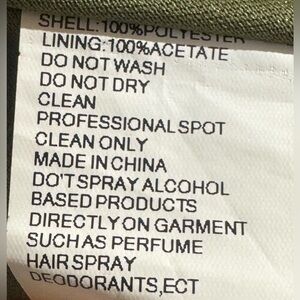 SHELL:100%POLYESTER
LINING:100%ACETATE
DO NOT WASH
DO NOT DRY
CLEAN
PROFESSIONAL SPOT
CLEAN ONLY
MADE IN CHINA
DO'T SPRAY ALCOHOL
BASED PRODUCTS
DIRECTLY ON GARMENT
SUCH AS PERFUME
HAIR SPRAY
DEODORANTS,ECT